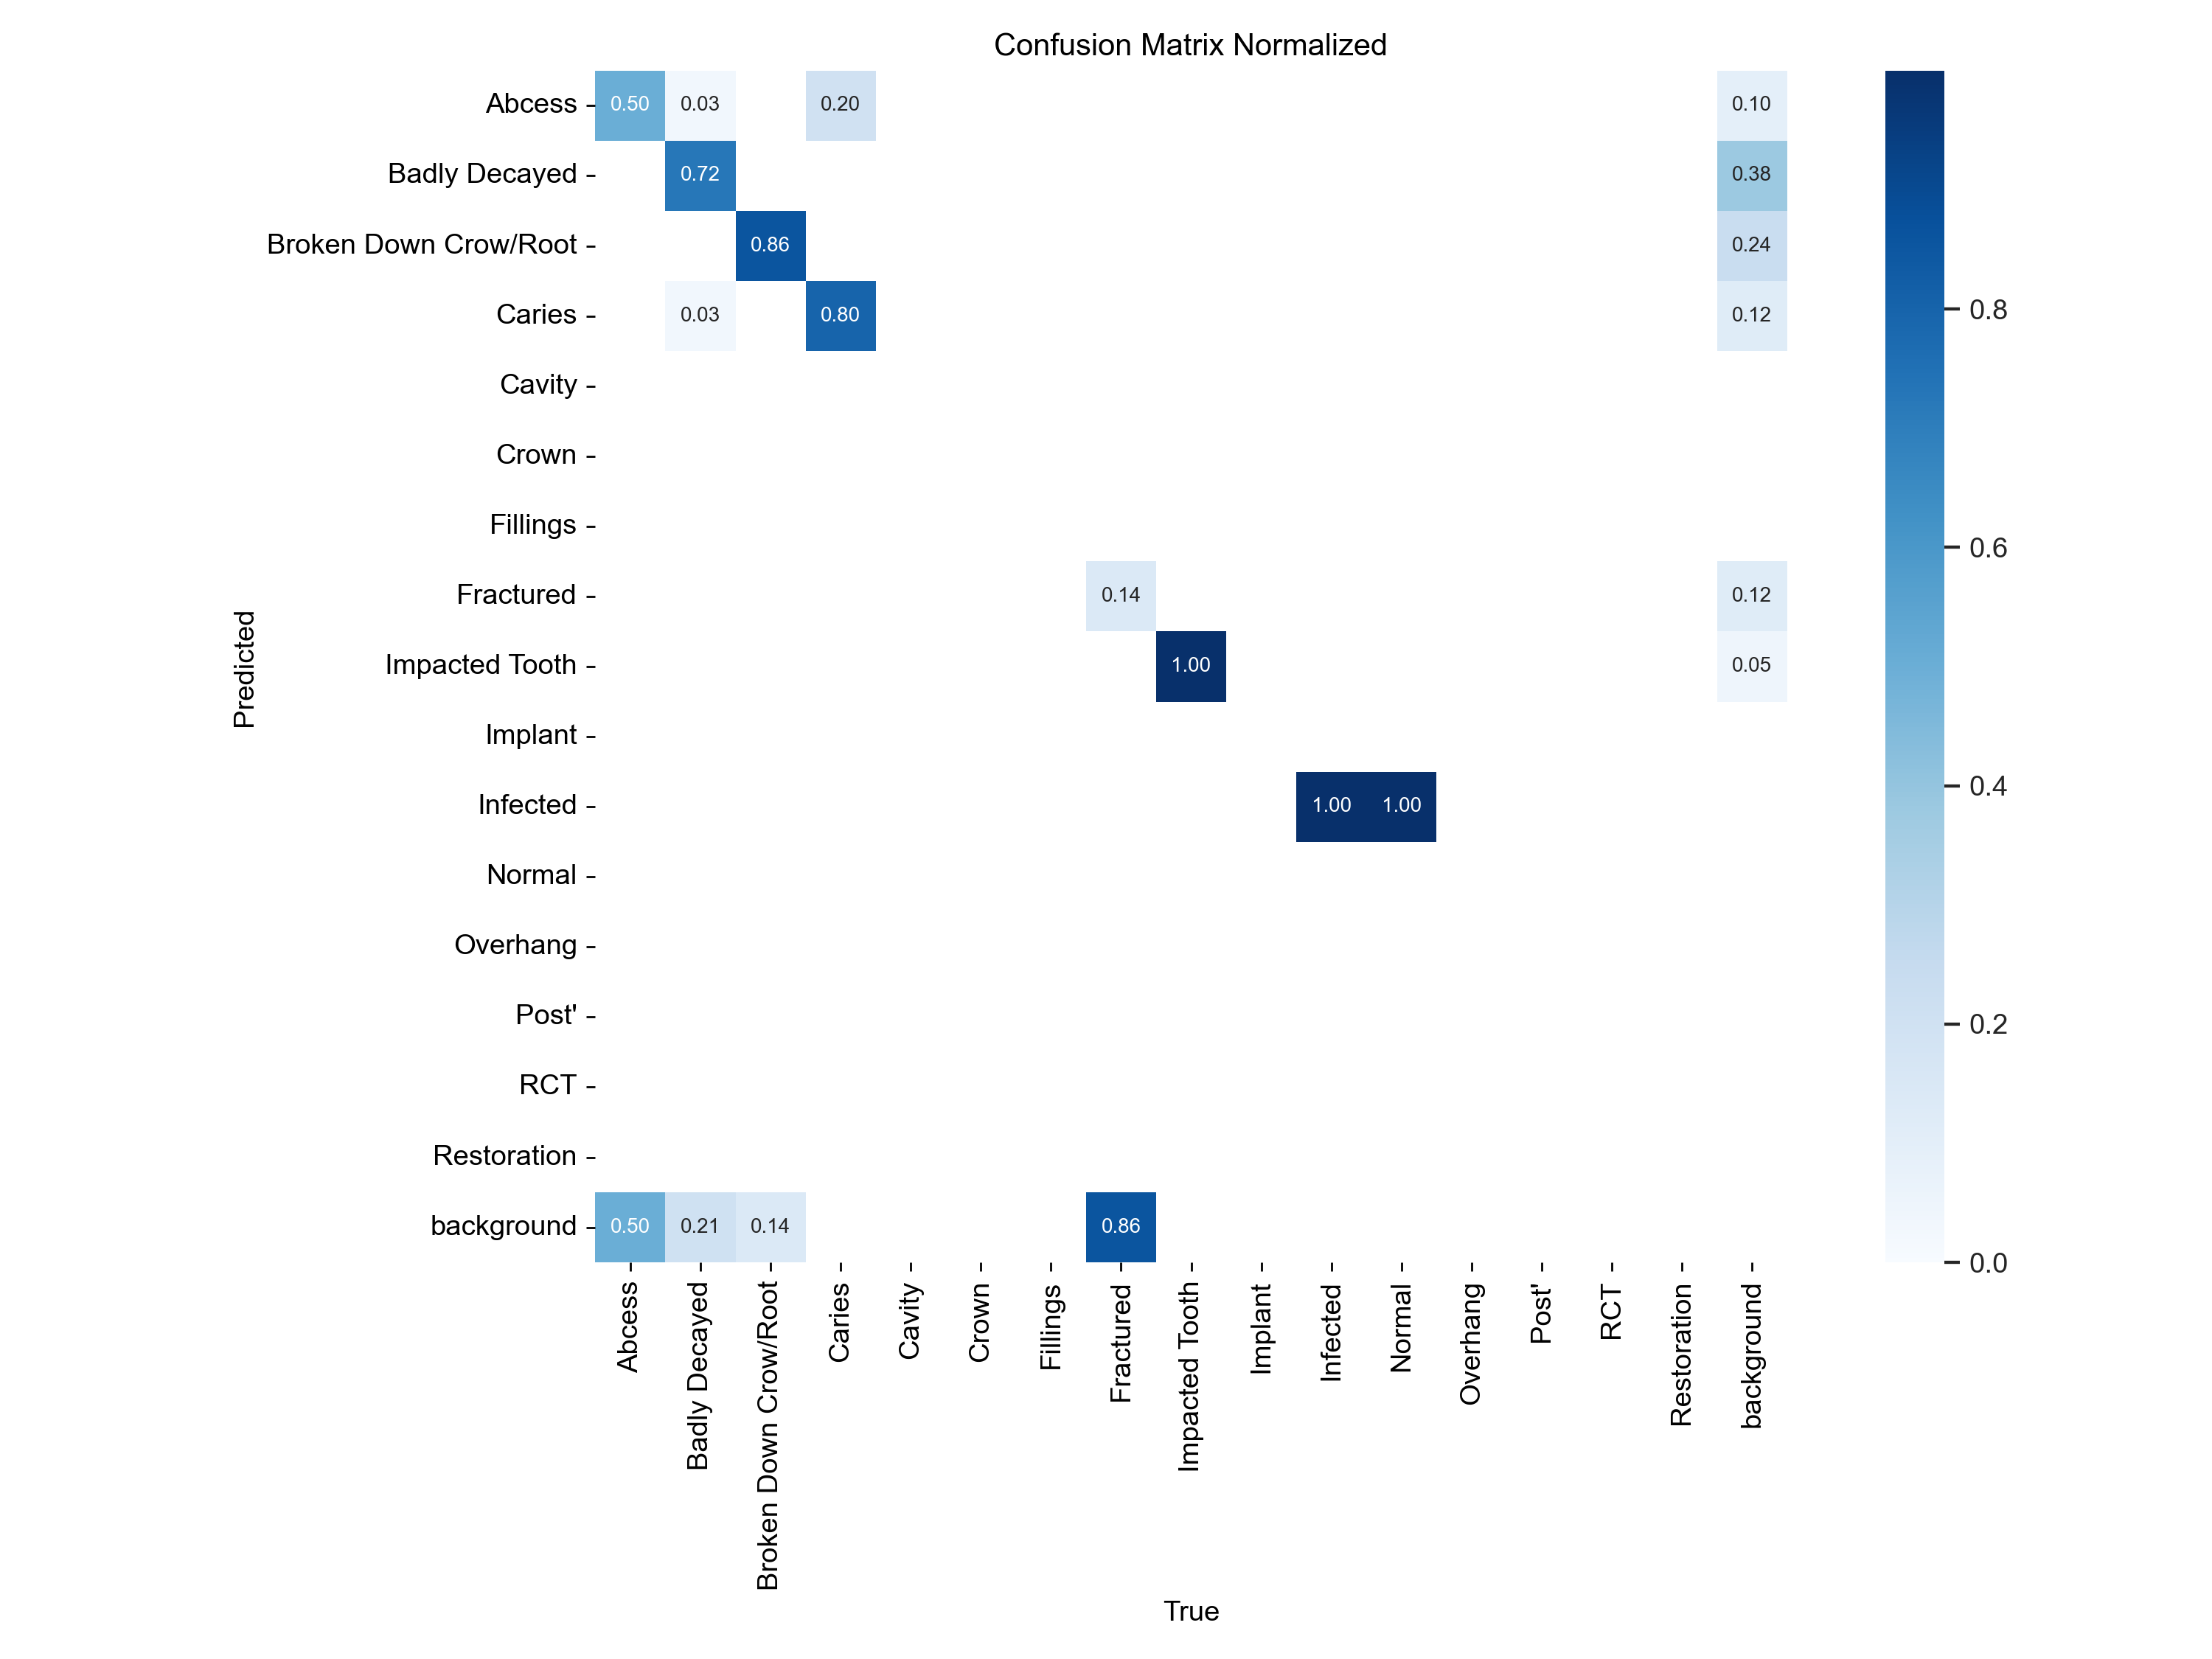 Confusion Matrix Normalized
Abcess 0.50 0.03 0.20 0.10
Badly Decayed 0.72 0.38
Broken Down Crow/Root 0.86 0.24
Caries 0.03 0.80 0.12 0.8
Cavity
Crown
Fillings 0.6
Fractured 0.14 0.12
Impacted Tooth 1.00 0.05
Predicted
Implant
Infected 1.00 1.00 0.4
Normal
Overhang
Post' 0.2
RCT
Restoration
background 0.50 0.21 0.14 0.86 0.0
Abcess
Badly Decayed
Broken Down Crow/Root
Caries
Cavity
Crown
Fillings
Fractured
Impacted Tooth
Implant
Infected
Normal
Overhang
Post'
RCT
Restoration
background
True